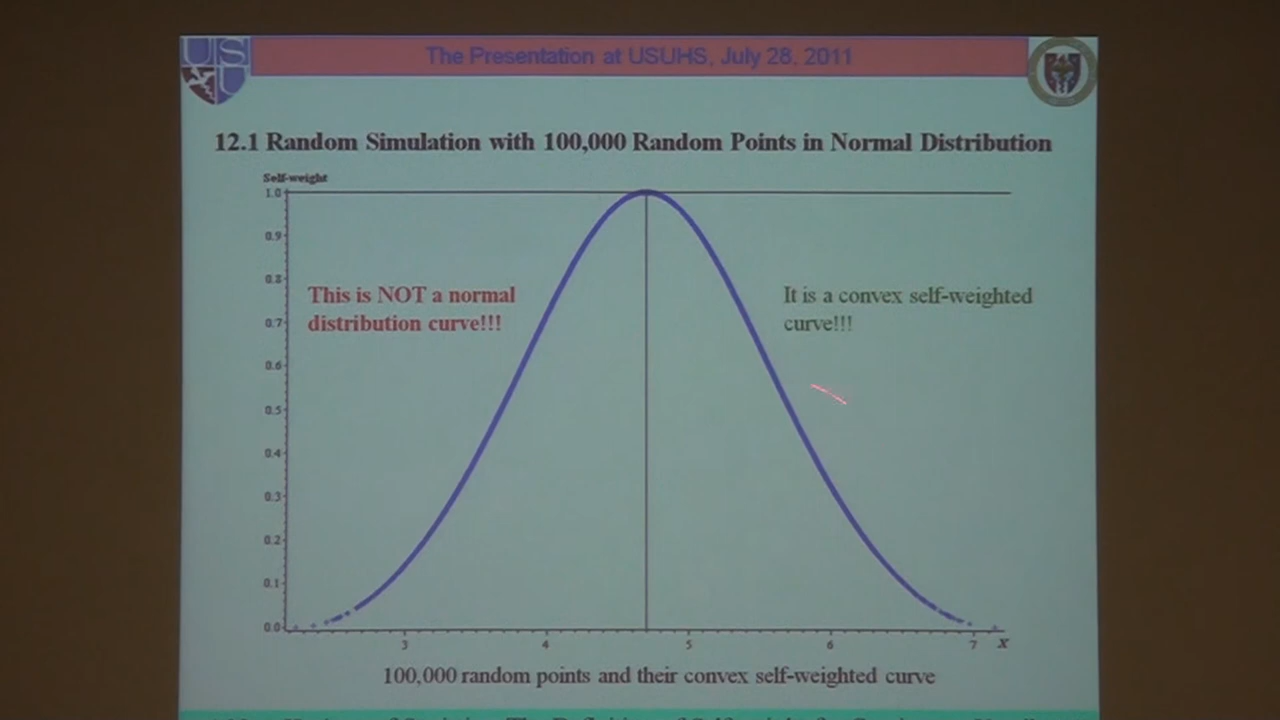 The Presentation at USUHS, July 28, 2011
US
U
12.1 Random Simulation with 100,000 Random Points in Normal Distribution
Self-weight
1.0
0.9
0.8
0.7
0.6
0.5
0.4
0.3
0.2
0.1
0.0
This is NOT a normal
distribution curve!!!
It is a convex self-weighted
curve!!!
3 4 5 6 7 X
100,000 random points and their convex self-weighted curve